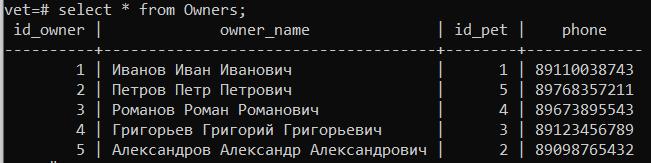 vet=# select * from Owners;
id_owner | owner_name | id_pet | phone
----------+----------------------------------+--------+-------------
1 | Иванов Иван Иванович | 1 | 89110038743
2 | Петров Петр Петрович | 5 | 89768357211
3 | Романов Роман Романович | 4 | 89673895543
4 | Григорьев Григорий Григорьевич | 3 | 89123456789
5 | Александров Александр Александрович | 2 | 89098765432